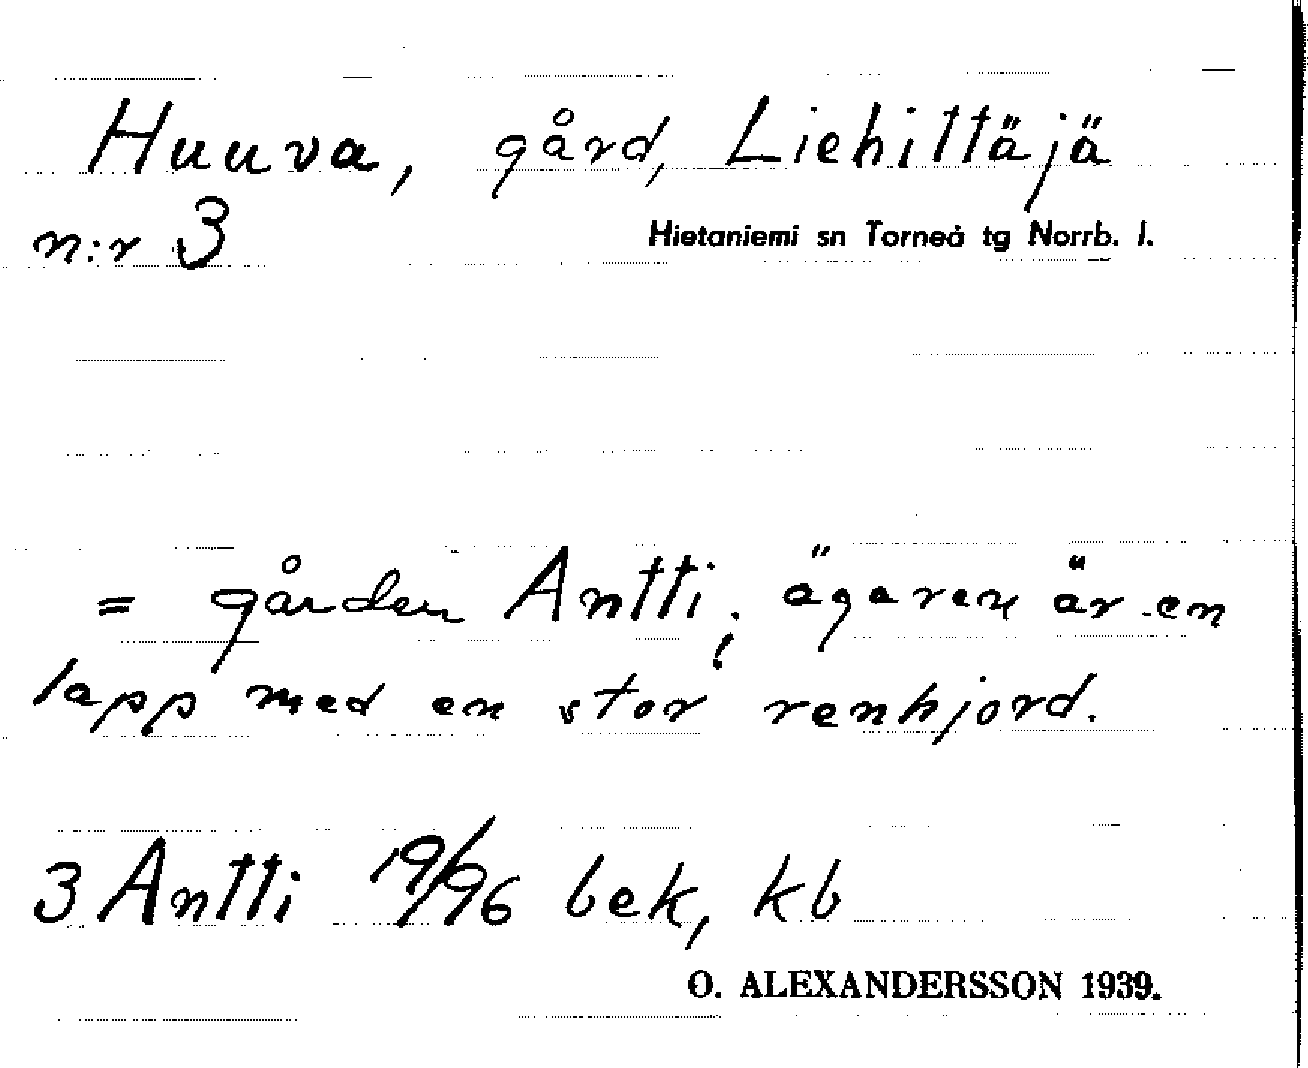 Huuva, gård, Liehittäjä
n:r 3 Hietaniemi sn Torneå tg Norrb. l.
= gården Antti; ägaren är en
lapp med en stor renhjord.
3 Antti 19/96 bek, kb
O. ALEXANDERSSON 1939.